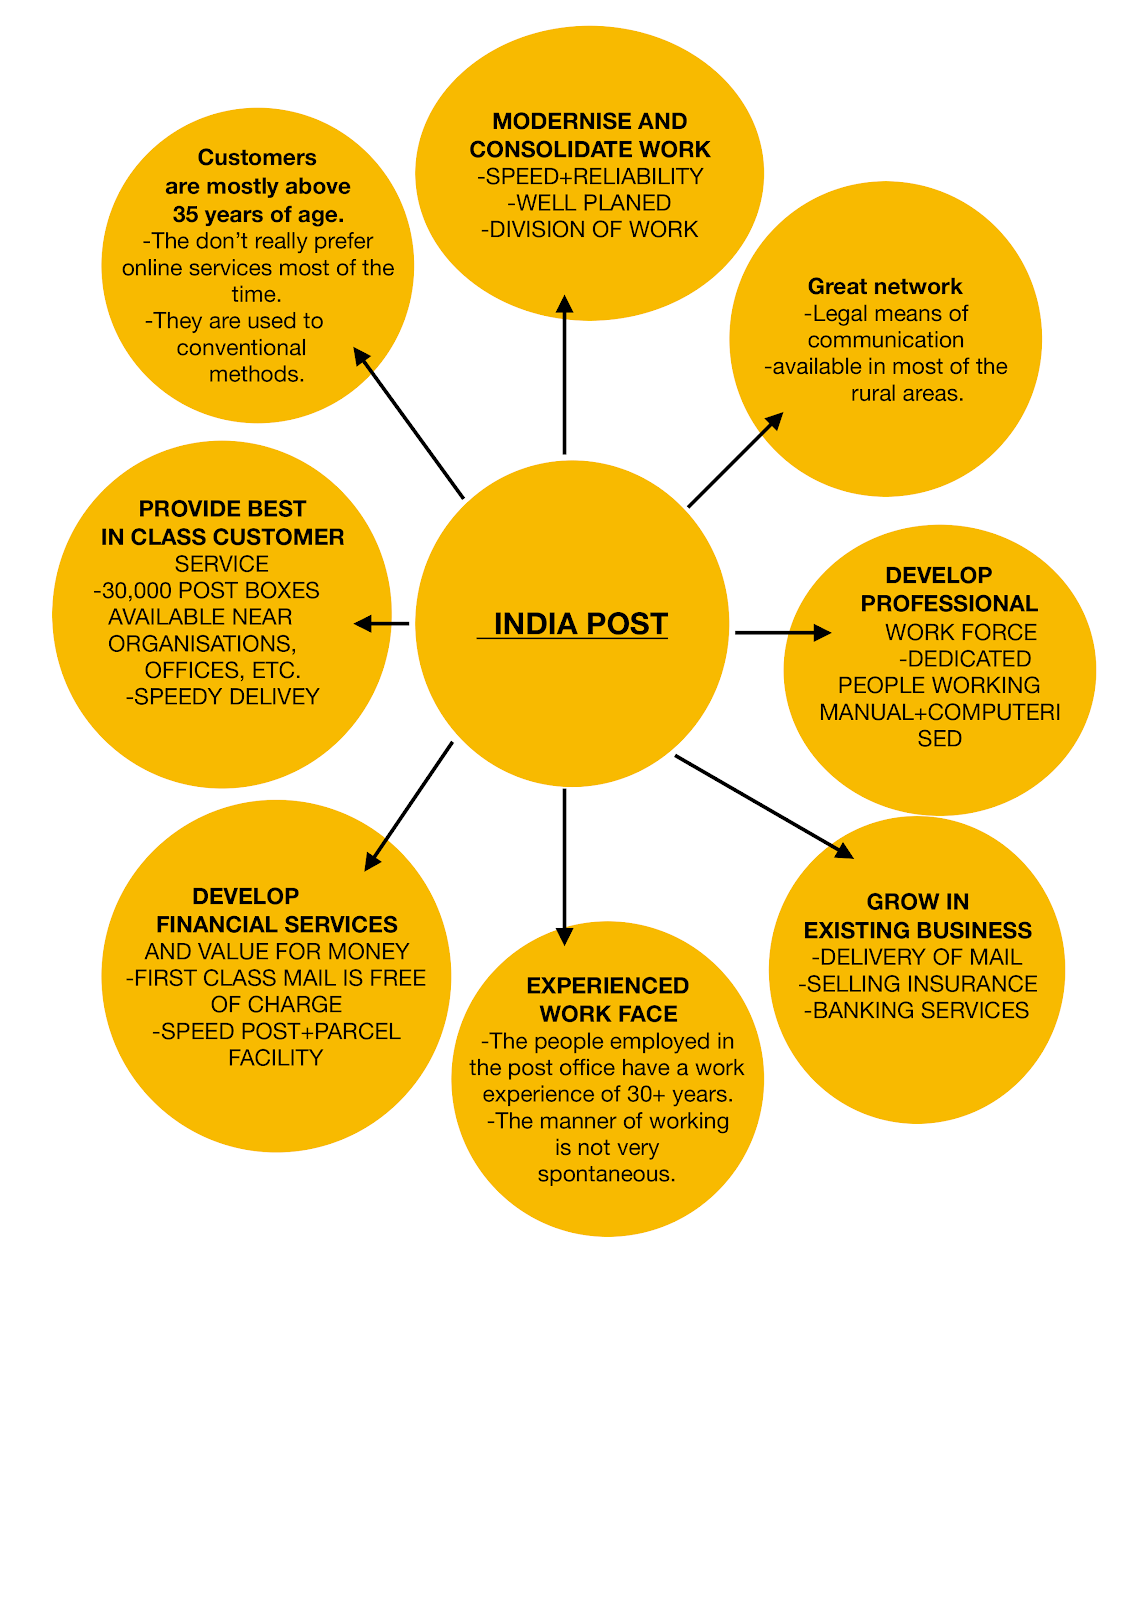 MODERNISE AND
CONSOLIDATE WORK
-SPEED+RELIABILITY
-WELL PLANED
-DIVISION OF WORK
Customers
are mostly above
35 years of age.
-The don't really prefer
online services most of the
time.
-They are used to
conventional
methods.
Great network
-Legal means of
communication
-available in most of the
rural areas.
PROVIDE BEST
IN CLASS CUSTOMER
SERVICE
-30,000 POST BOXES
AVAILABLE NEAR
ORGANISATIONS,
OFFICES, ETC.
-SPEEDY DELIVEY
INDIA POST
DEVELOP
PROFESSIONAL
WORK FORCE
-DEDICATED
PEOPLE WORKING
MANUAL+COMPUTERI
SED
DEVELOP
FINANCIAL SERVICES
AND VALUE FOR MONEY
-FIRST CLASS MAIL IS FREE
OF CHARGE
-SPEED POST+PARCEL
FACILITY
EXPERIENCED
WORK FACE
-The people employed in
the post office have a work
experience of 30+ years.
-The manner of working
is not very
spontaneous.
GROW IN
EXISTING BUSINESS
-DELIVERY OF MAIL
-SELLING INSURANCE
-BANKING SERVICES